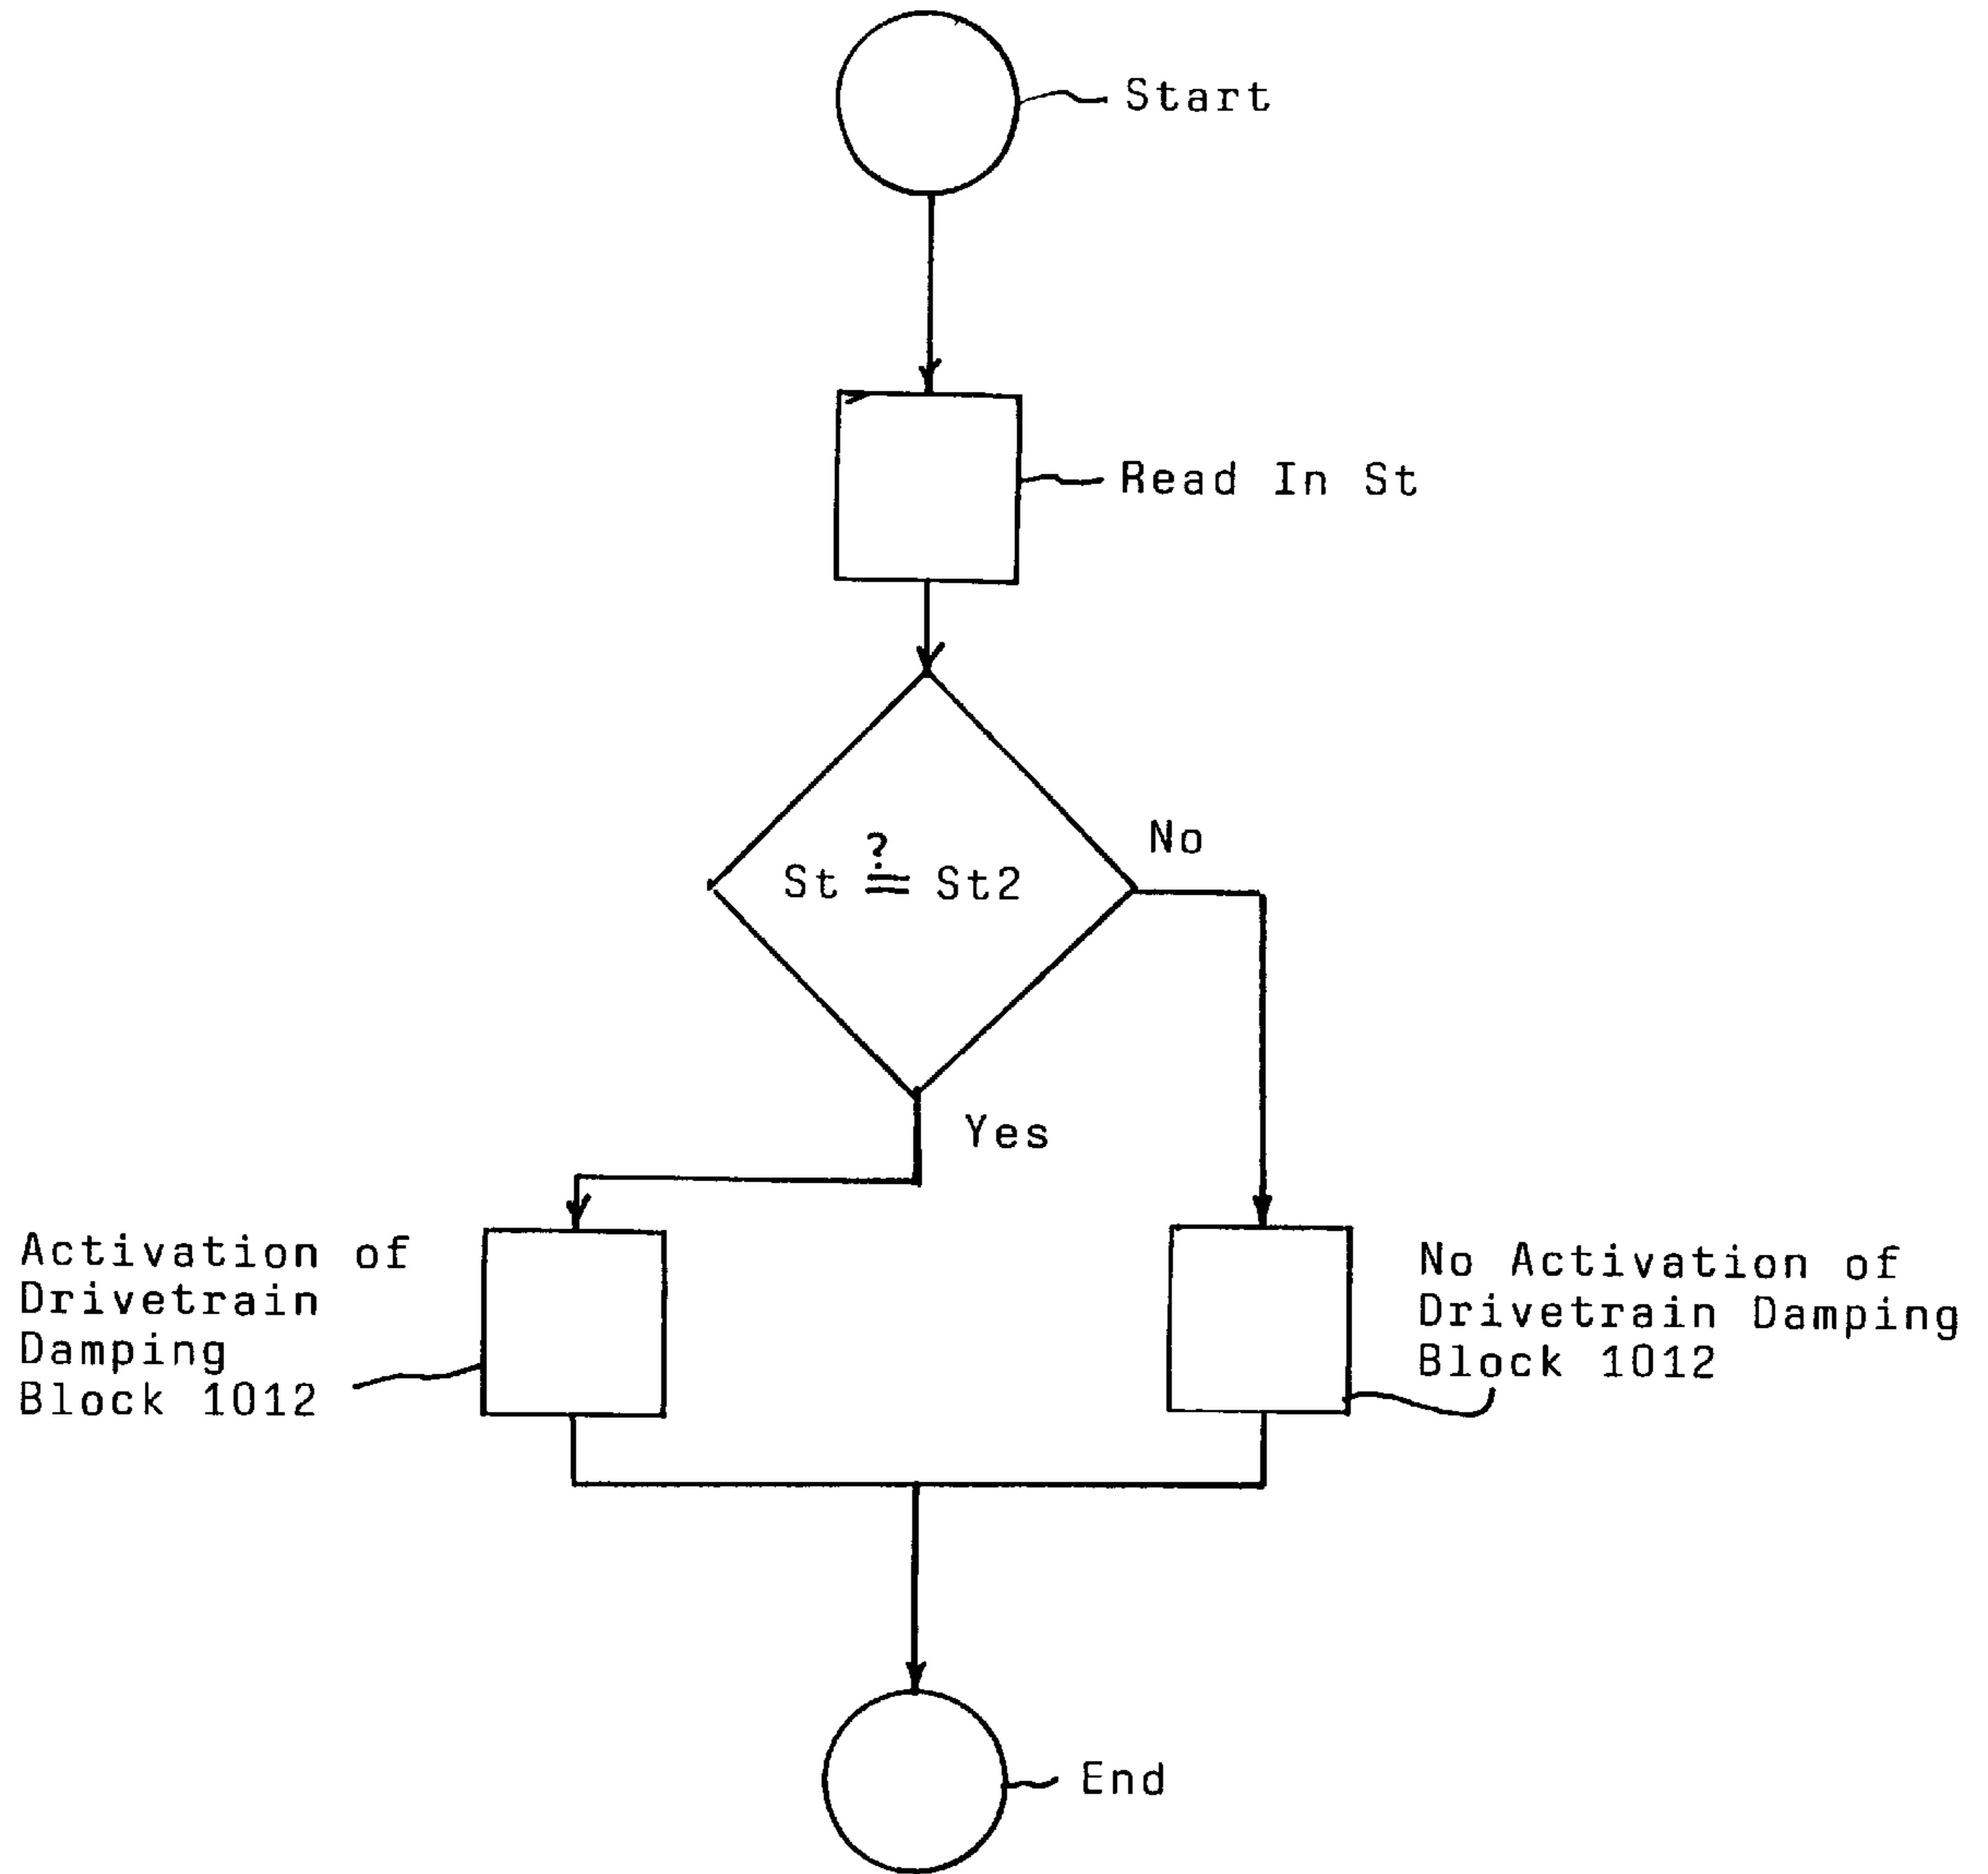 Start
Read In St
No
St ≟ St2
Yes
Activation of
Drivetrain
Damping
Block 1012
No Activation of
Drivetrain Damping
Block 1012
End